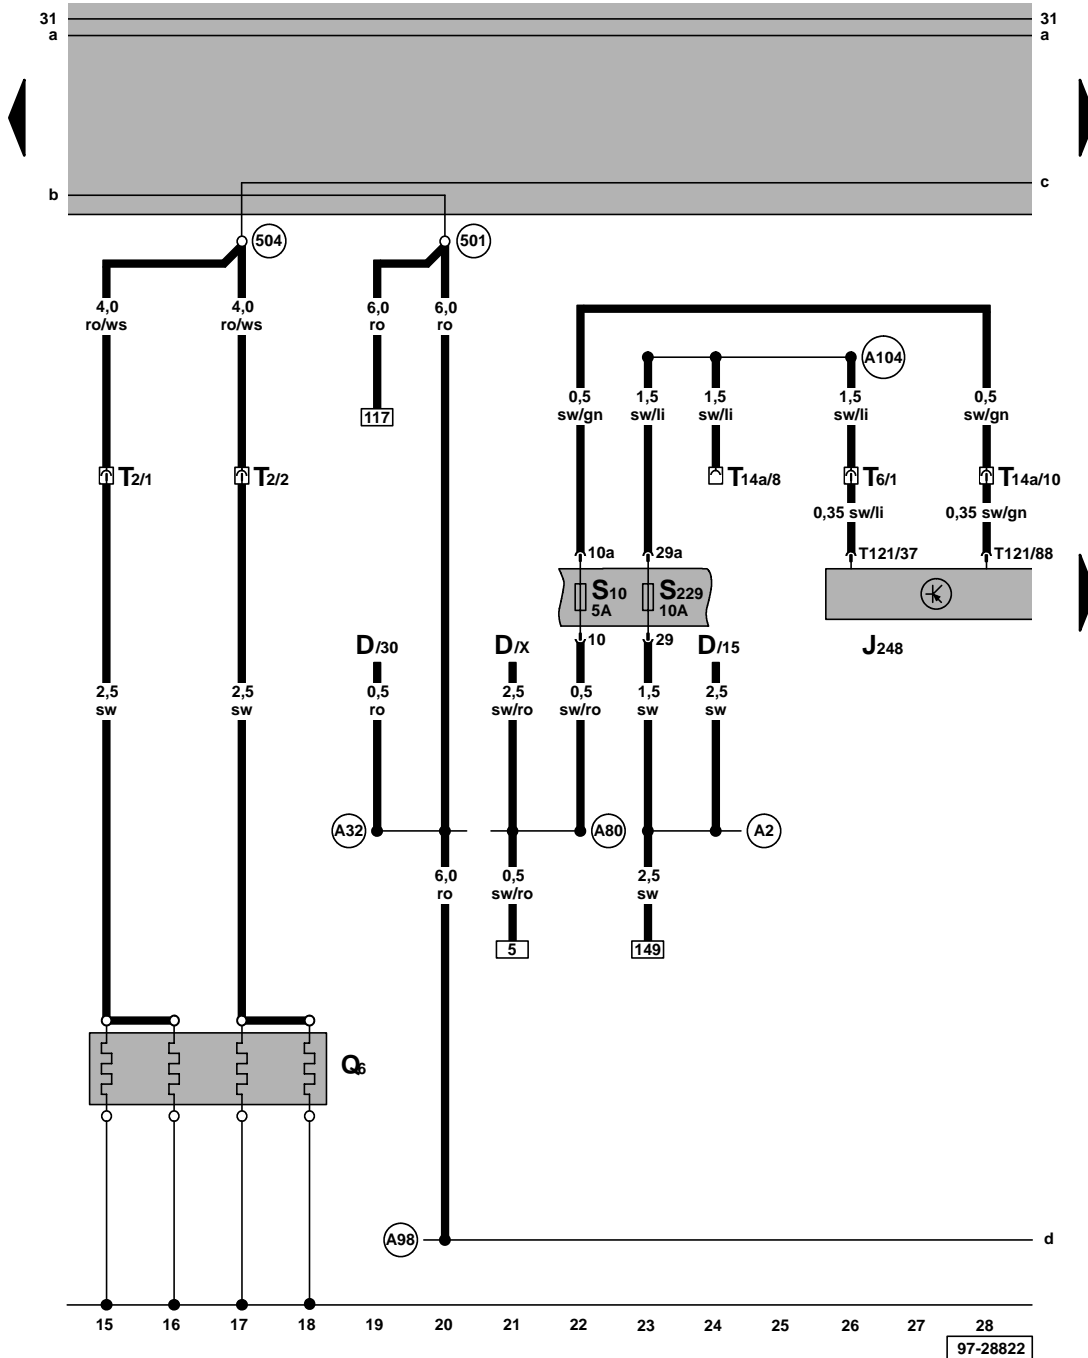 31 31
a a
b c
504 501
4,0 4,0 6,0 6,0
ro/ws ro/ws ro ro
A104
0,5 1,5 1,5 1,5 0,5
sw/gn sw/li sw/li sw/li sw/gn
117
T2/1 T2/2 T14a/8 T6/1 T14a/10
0,35 sw/li 0,35 sw/gn
10a 29a T121/37 T121/88
S10 S229
5A 10A
10 29
D/30 D/X D/15 J248
2,5 2,5 0,5 2,5 0,5 1,5 2,5
sw sw ro sw/ro sw/ro sw sw
A32 A80 A2
6,0 0,5 2,5
ro sw/ro sw
5 149
Q6
A98 d
15 16 17 18 19 20 21 22 23 24 25 26 27 28
97-28822